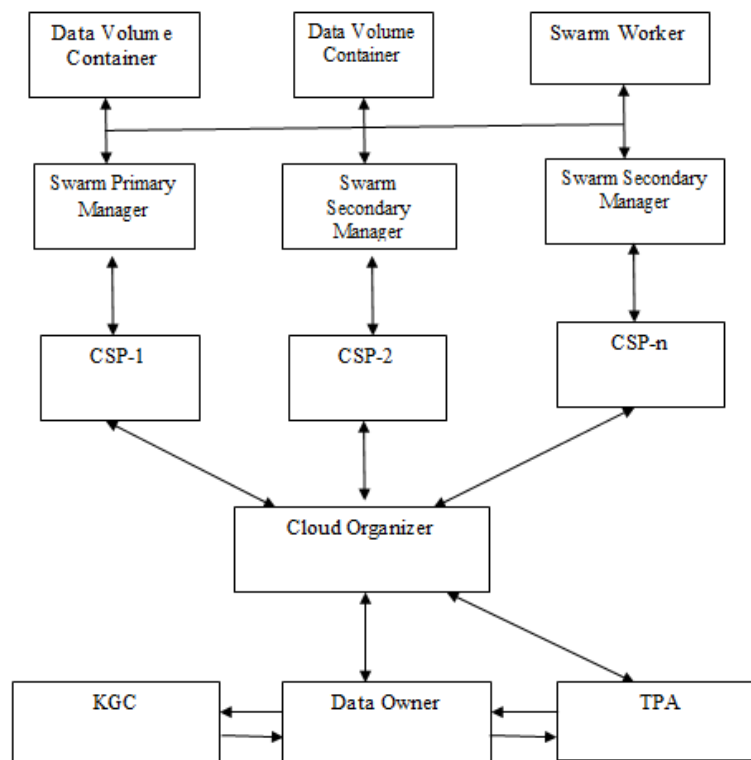 Data Volume
Container
Data Volume
Container
Swarm Worker
Swarm Primary
Manager
Swarm
Secondary
Manager
Swarm Secondary
Manager
CSP-1
CSP-2
CSP-n
Cloud Organizer
KGC
Data Owner
TPA